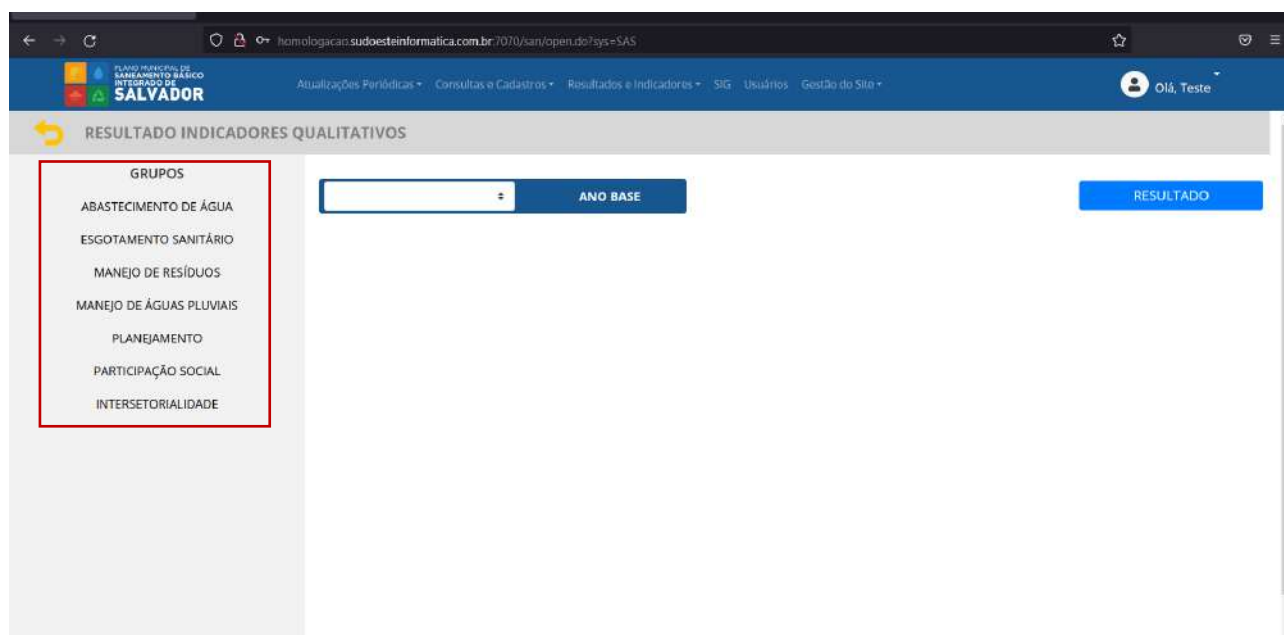 homologacao.sudoesteinformatica.com.br:7070/san/open.do?sys=SAS
PLANO MUNICIPAL DE
SANEAMENTO BÁSICO
INTEGRADO DE
SALVADOR
Atualizações Periódicas Consultas e Cadastros Resultados e Indicadores SIG Usuários Gestão do Site
Olá, Teste
RESULTADO INDICADORES QUALITATIVOS
GRUPOS
ABASTECIMENTO DE ÁGUA
ESGOTAMENTO SANITÁRIO
MANEJO DE RESÍDUOS
MANEJO DE ÁGUAS PLUVIAIS
PLANEJAMENTO
PARTICIPAÇÃO SOCIAL
INTERSETORIALIDADE
ANO BASE
RESULTADO